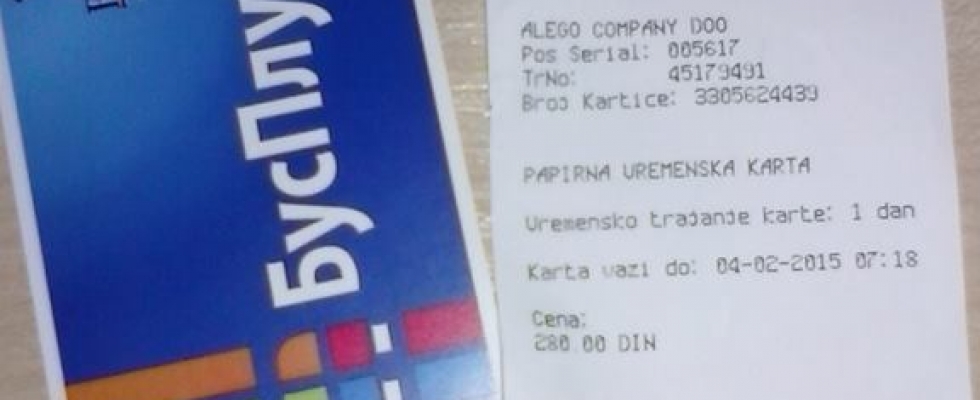 БусПлу
ALEGO COMPANY DOO
Pos Serial: 005617
TrNo: 45179491
Broj Kartice: 3305624439
PAPIRNA VREMENSKA KARTA
Vremensko trajanje karte: 1 dan
Karta vazi do: 04-02-2015 07:18
Cena:
280.00 DIN